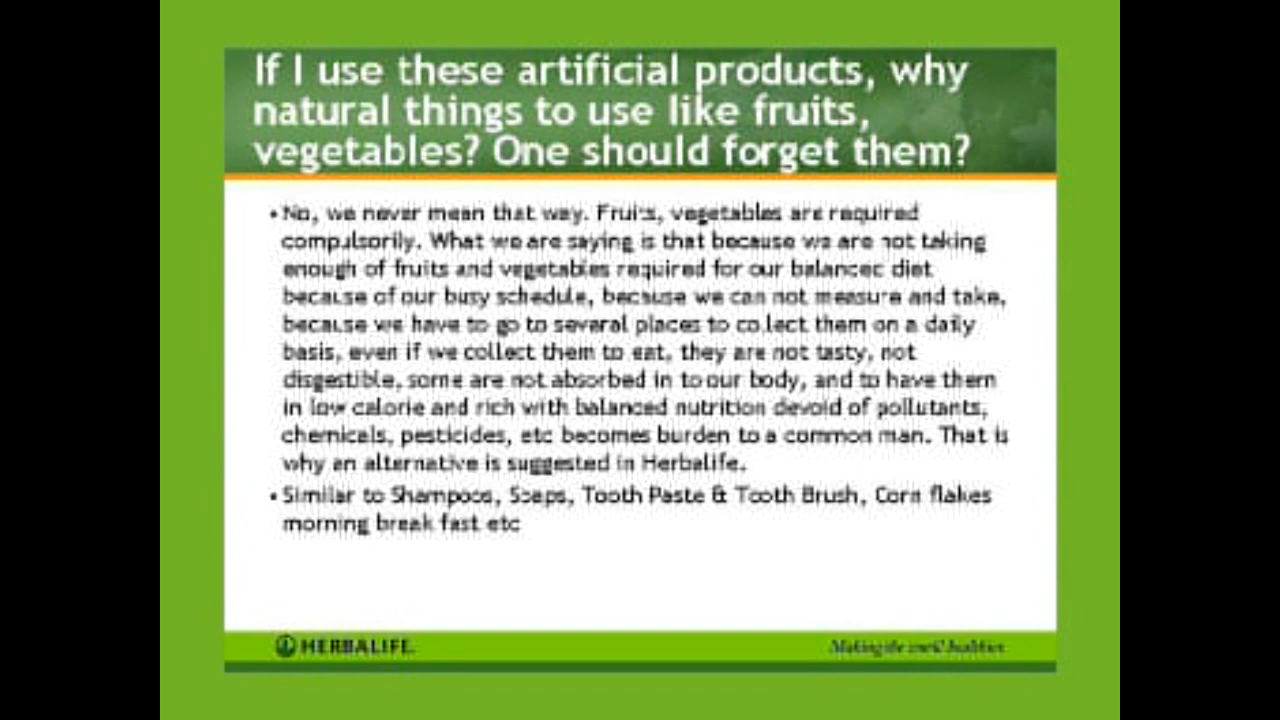 If I use these artificial products, why
natural things to use like fruits,
vegetables? One should forget them?
• No, we never mean that way. Fruits, vegetables are required
compulsorily. What we are saying is that because we are not taking
enough of fruits and vegetables required for our balanced diet
because of our busy schedule, because we can not measure and take,
because we have to go to several places to collect them on a daily
basis, even if we collect them to eat, they are not tasty, not
disgestible, some are not absorbed in to our body, and to have them
in low calorie and rich with balanced nutrition devoid of pollutants,
chemicals, pesticides, etc becomes burden to a common man. That is
why an alternative is suggested in Herbalife.
• Similar to Shampoos, Soaps, Tooth Paste & Tooth Brush, Corn flakes
morning break fast etc
HERBALIFE.
Making the world healthier.